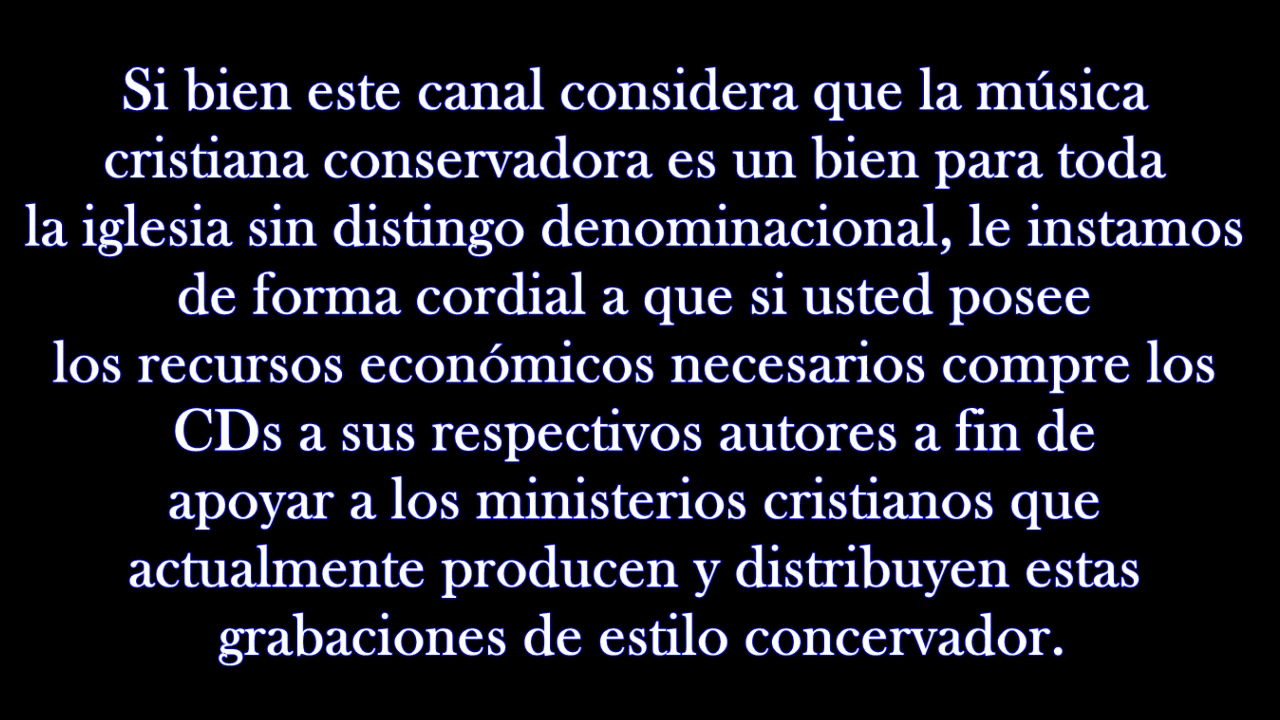 Si bien este canal considera que la música
cristiana conservadora es un bien para toda
la iglesia sin distingo denominacional, le instamos
de forma cordial a que si usted posee
los recursos económicos necesarios compre los
CDs a sus respectivos autores a fin de
apoyar a los ministerios cristianos que
actualmente producen y distribuyen estas
grabaciones de estilo concervador.